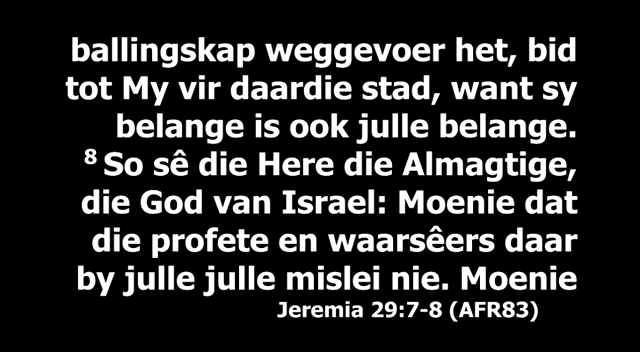 ballingskap weggevoer het, bid
tot My vir daardie stad, want sy
belange is ook julle belange.
⁸ So sê die Here die Almagtige,
die God van Israel: Moenie dat
die profete en waarsêers daar
by julle julle mislei nie. Moenie
Jeremia 29:7-8 (AFR83)